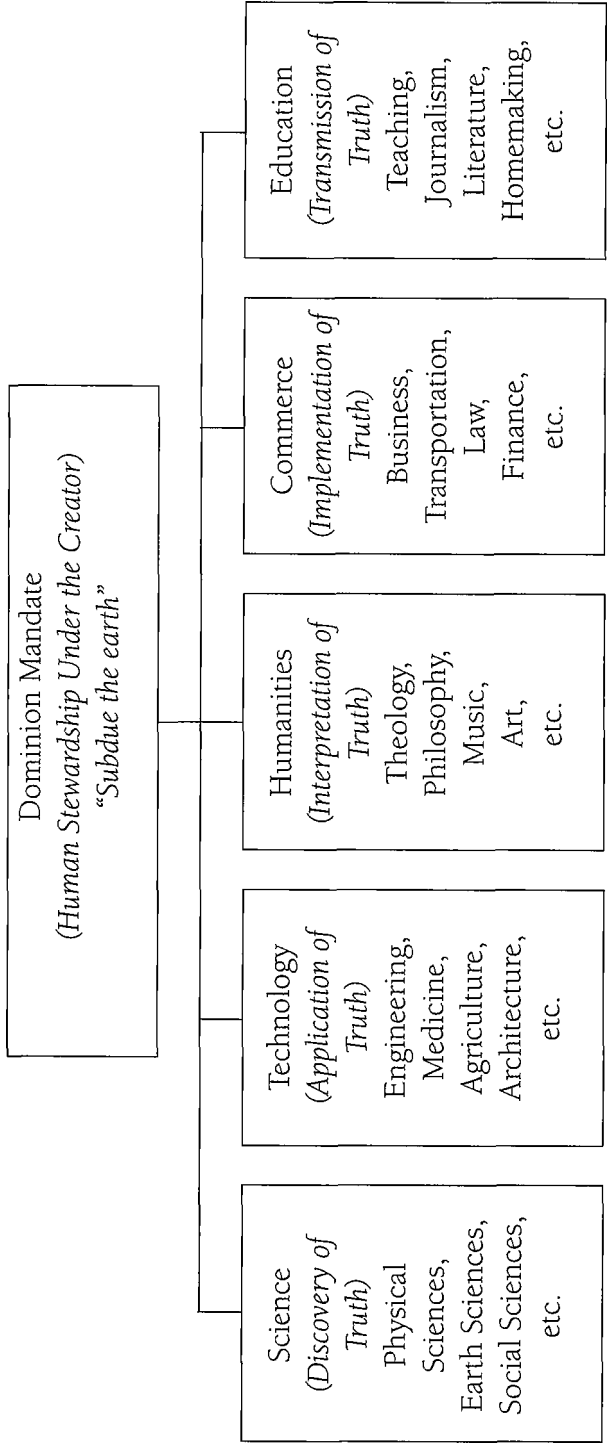 Dominion Mandate
(Human Stewardship Under the Creator)
“Subdue the earth”
Science
(Discovery of
Truth)
Physical
Sciences,
Earth Sciences,
Social Sciences,
etc.
Technology
(Application of
Truth)
Engineering,
Medicine,
Agriculture,
Architecture,
etc.
Humanities
(Interpretation of
Truth)
Theology,
Philosophy,
Music,
Art,
etc.
Commerce
(Implementation of
Truth)
Business,
Transportation,
Law,
Finance,
etc.
Education
(Transmission of
Truth)
Teaching,
Journalism,
Literature,
Homemaking,
etc.